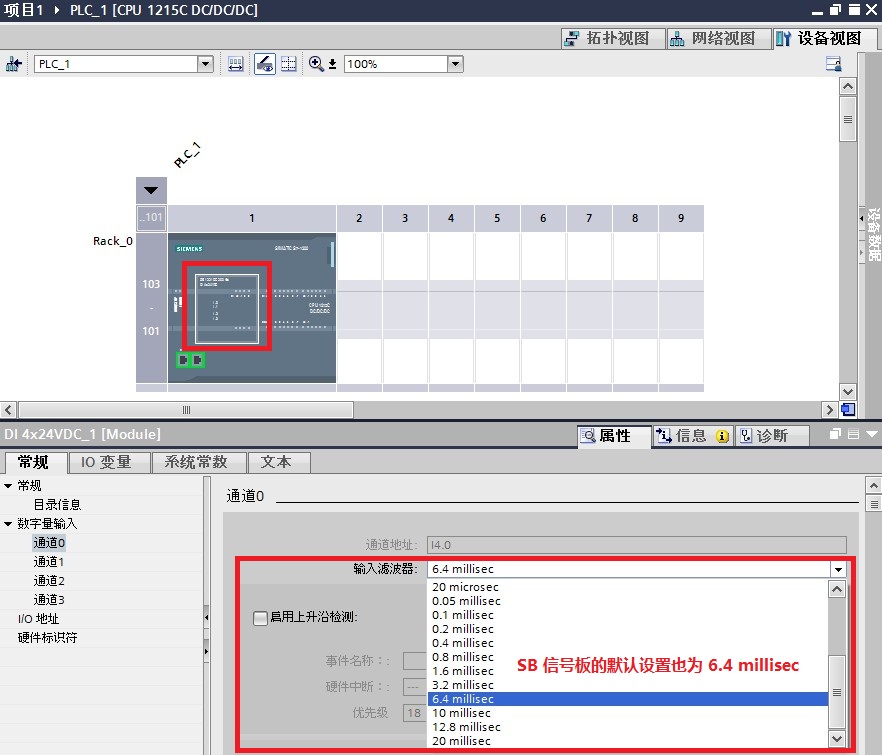 项目1 ▸ PLC_1 [CPU 1215C DC/DC/DC]
拓扑视图 网络视图 设备视图
PLC_1 100%
设备数据
PLC_1
..101 1 2 3 4 5 6 7 8 9
Rack_0
SIEMENS
103
-
101
CPU 1215C
DC/DC/DC
DI 4x24VDC_1 [Module]
属性 信息 诊断
常规 IO 变量 系统常数 文本
常规
目录信息
数字量输入
通道0
通道1
通道2
通道3
I/O 地址
硬件标识符
通道0
通道地址: I4.0
输入滤波器: 6.4 millisec
20 microsec
0.05 millisec
0.1 millisec
0.2 millisec
0.4 millisec
0.8 millisec
1.6 millisec
3.2 millisec
6.4 millisec
10 millisec
12.8 millisec
20 millisec
启用上升沿检测:
事件名称：:
硬件中断：: ---
优先级 18
SB 信号板的默认设置也为 6.4 millisec